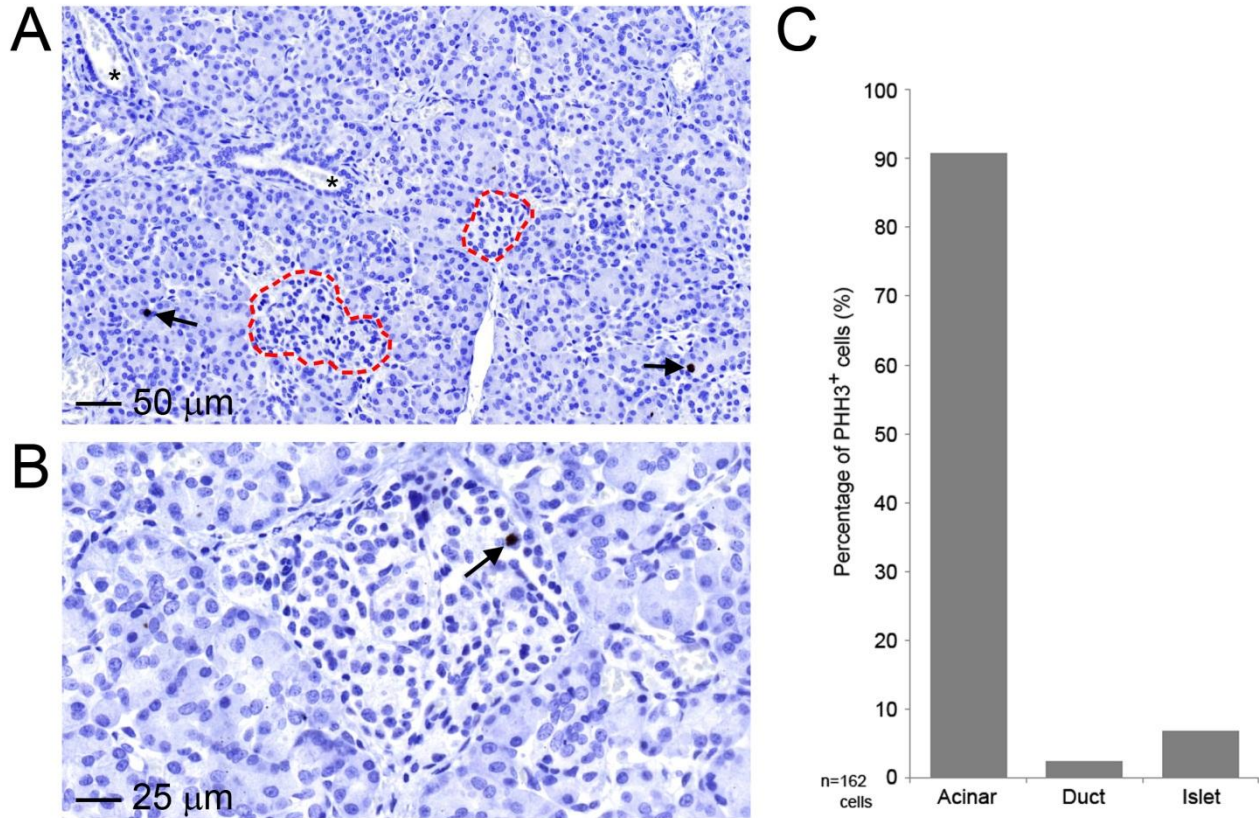 A
*
*
50 μm
B
25 μm
C
Percentage of PHH3⁺ cells (%)
100
90
80
70
60
50
40
30
20
10
0
n=162
cells
Acinar Duct Islet